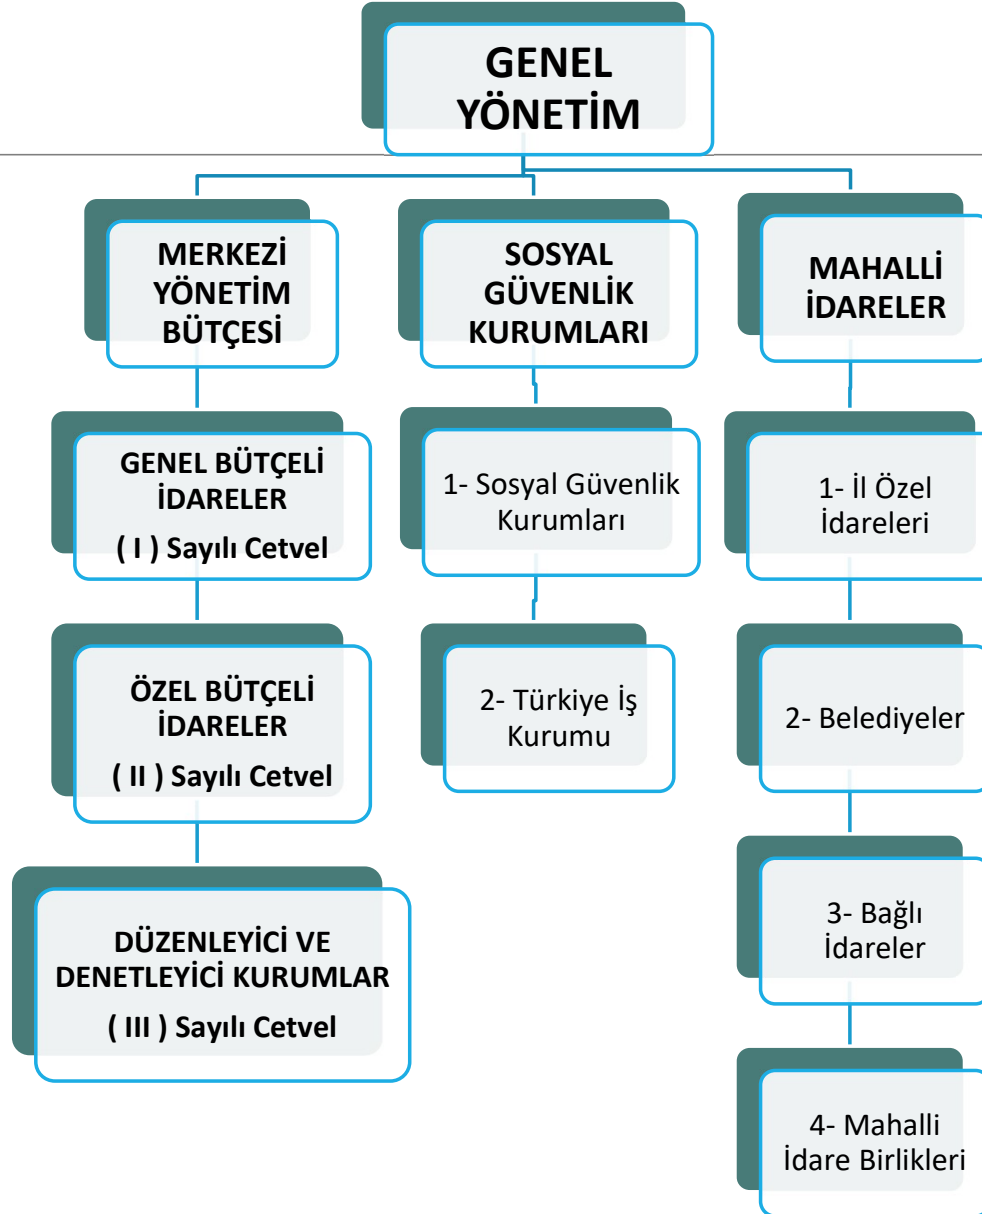 GENEL
YÖNETİM
MERKEZİ
YÖNETİM
BÜTÇESİ
GENEL BÜTÇELİ
İDARELER
( I ) Sayılı Cetvel
ÖZEL BÜTÇELİ
İDARELER
( II ) Sayılı Cetvel
DÜZENLEYİCİ VE
DENETLEYİCİ KURUMLAR
( III ) Sayılı Cetvel
SOSYAL
GÜVENLİK
KURUMLARI
1- Sosyal Güvenlik
Kurumları
2- Türkiye İş
Kurumu
MAHALLİ
İDARELER
1- İl Özel
İdareleri
2- Belediyeler
3- Bağlı
İdareler
4- Mahalli
İdare Birlikleri